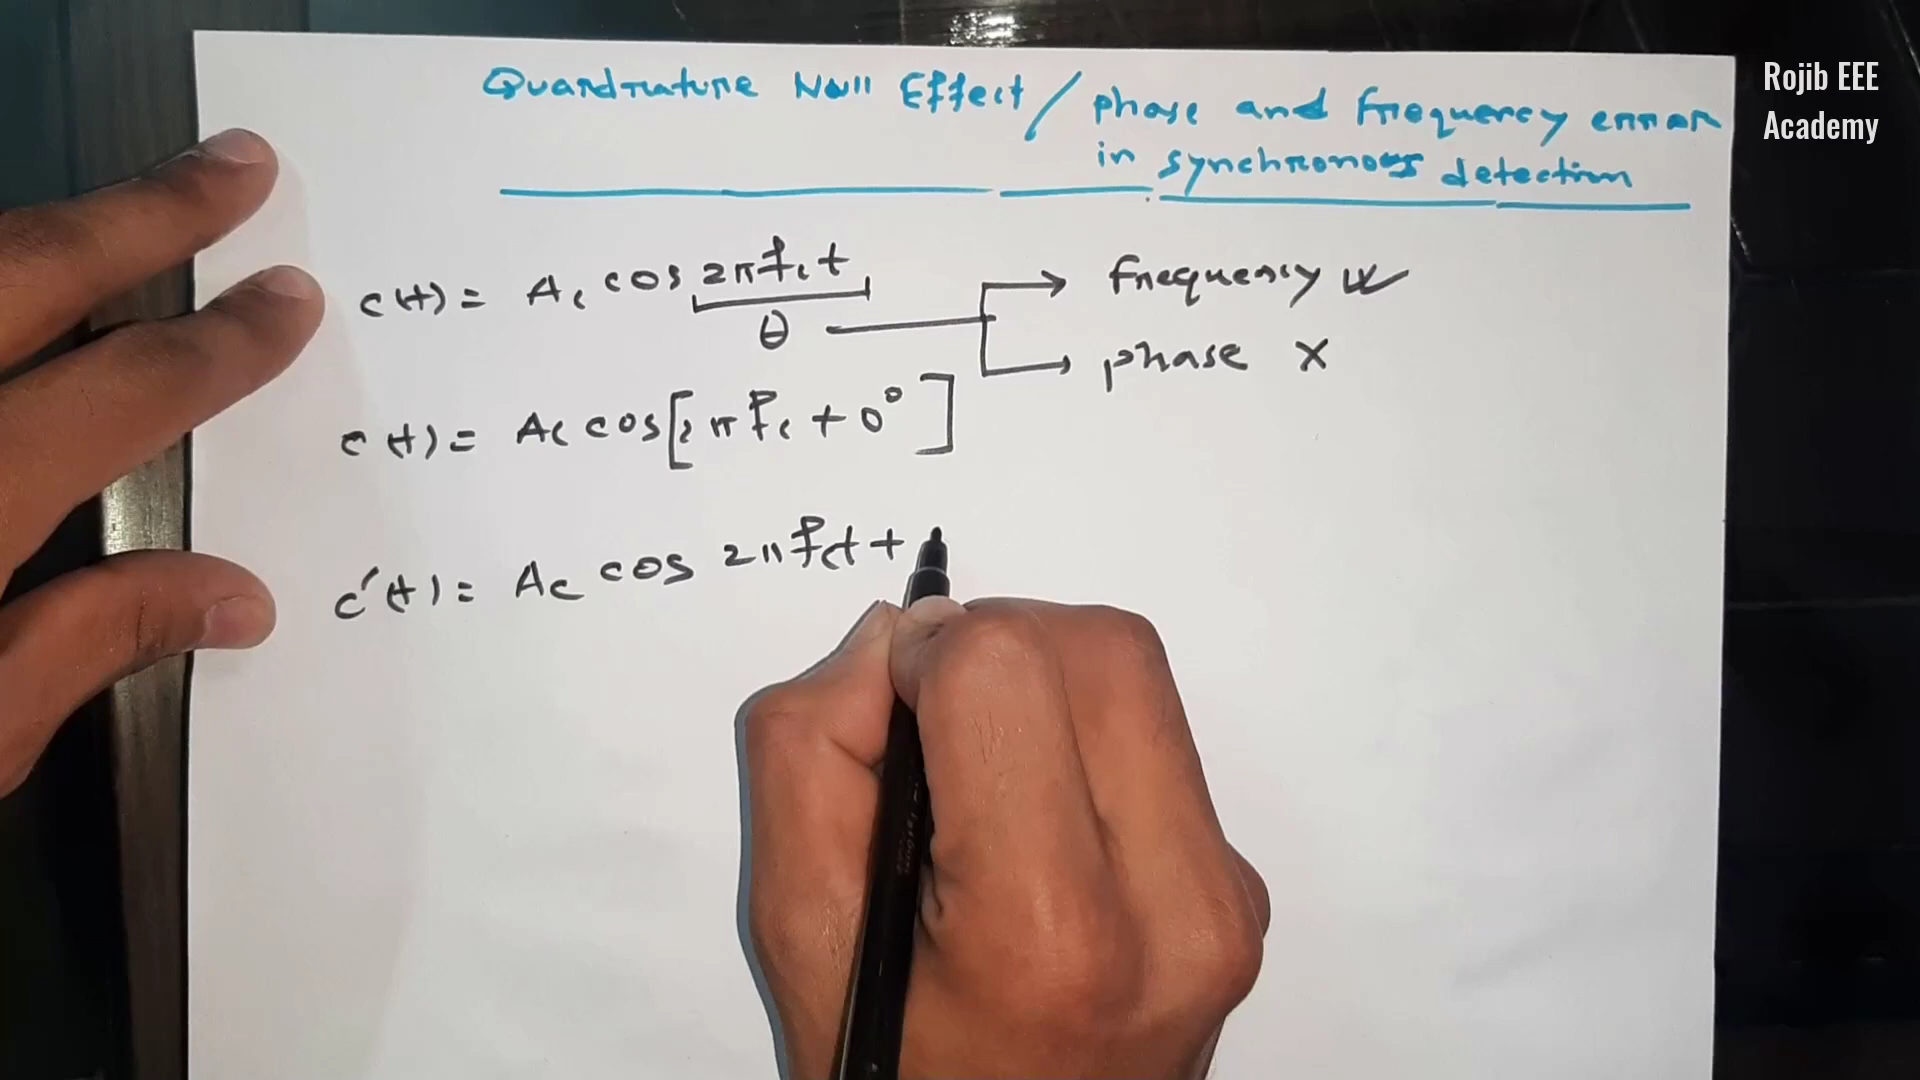 Quardrature Null Effect / phase and frequency error
in synchronous detection
Rojib EEE
Academy
c(t) = Ac cos 2πfct
θ
frequency
phase X
c(t) = Ac cos[2πfc + 0°]
c'(t) = Ac cos 2πfct +